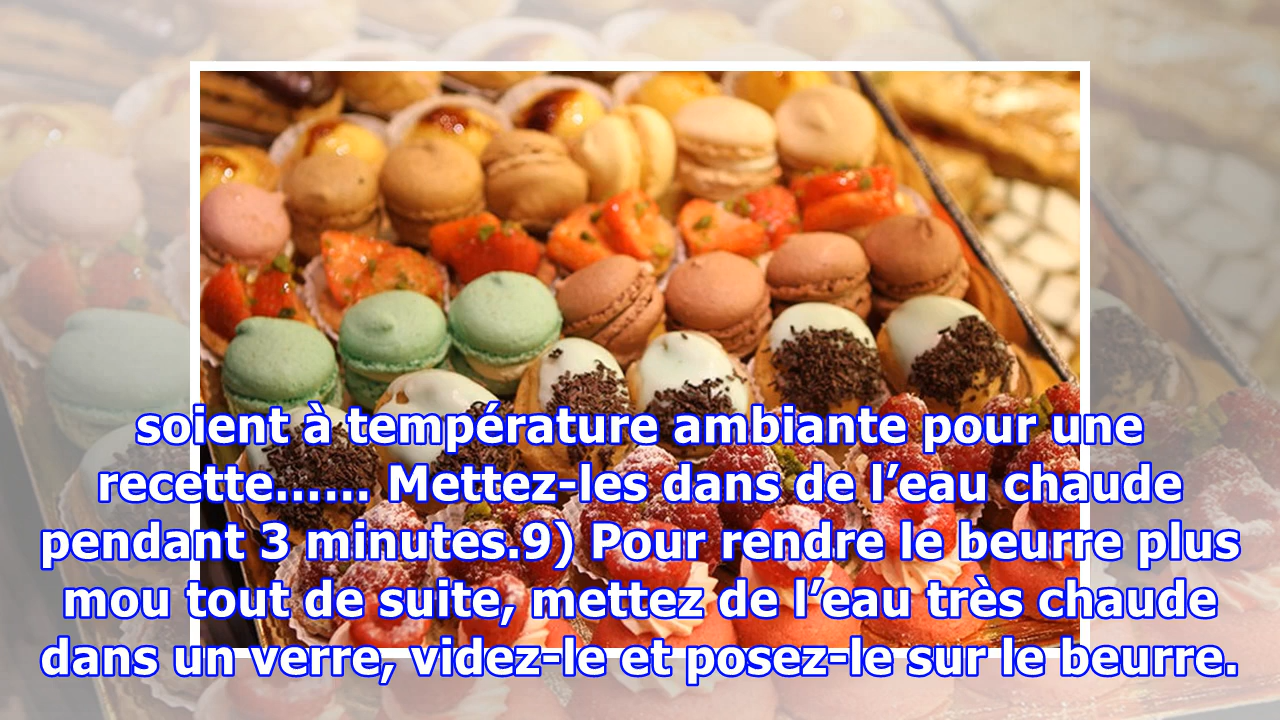 soient à température ambiante pour une
recette...... Mettez-les dans de l’eau chaude
pendant 3 minutes.9) Pour rendre le beurre plus
mou tout de suite, mettez de l’eau très chaude
dans un verre, videz-le et posez-le sur le beurre.